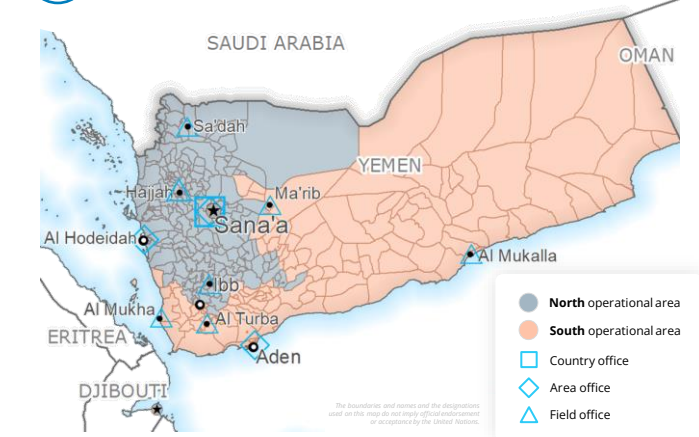 SAUDI ARABIA
OMAN
Sa'dah
YEMEN
Hajjah
Ma'rib
Sana'a
Al Hodeidah
Al Mukalla
Ibb
Al Mukha
Al Turba
ERITREA
Aden
DJIBOUTI
North operational area
South operational area
Country office
Area office
Field office
The boundaries and names and the designations
used on this map do not imply official endorsement
or acceptance by the United Nations.